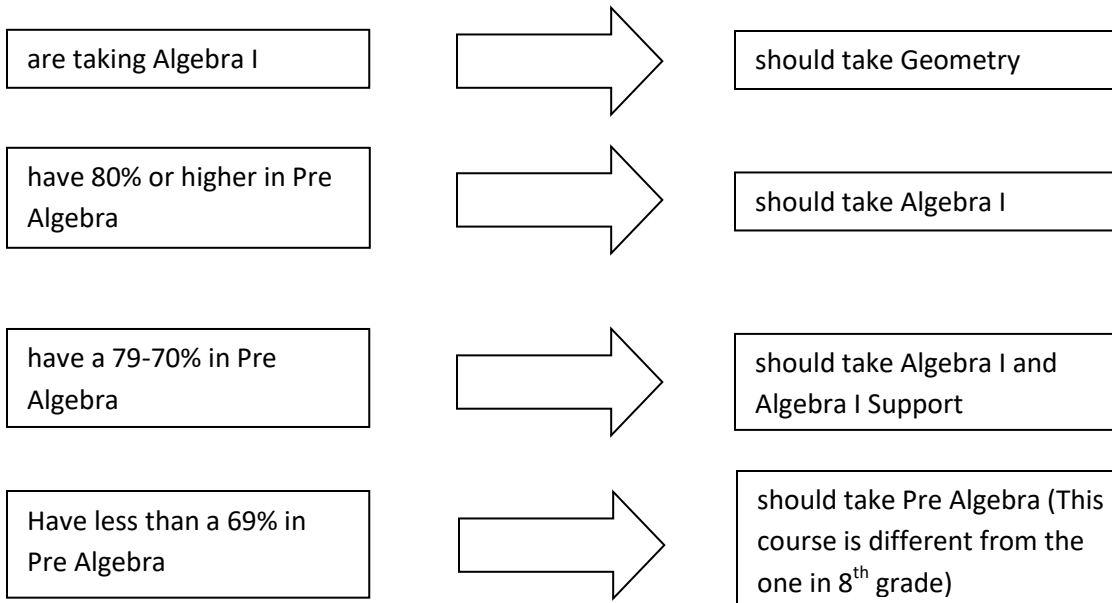 are taking Algebra I
should take Geometry
have 80% or higher in Pre
Algebra
should take Algebra I
have a 79-70% in Pre
Algebra
should take Algebra I and
Algebra I Support
Have less than a 69% in
Pre Algebra
should take Pre Algebra (This
course is different from the
one in 8th grade)